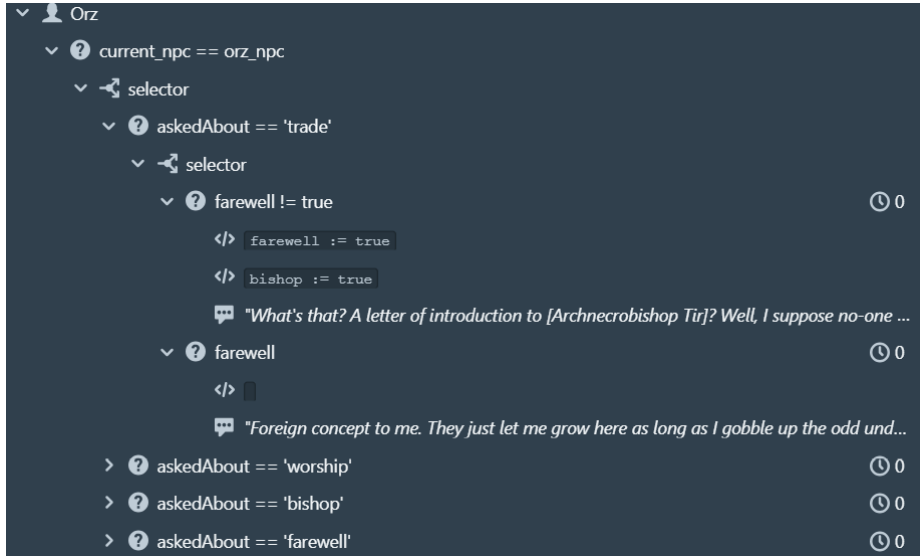 Orz
current_npc == orz_npc
selector
askedAbout == 'trade'
selector
farewell != true 0
farewell := true
bishop := true
"What's that? A letter of introduction to [Archnecrobishop Tir]? Well, I suppose no-one ...
farewell 0
"Foreign concept to me. They just let me grow here as long as I gobble up the odd und...
askedAbout == 'worship' 0
askedAbout == 'bishop' 0
askedAbout == 'farewell' 0